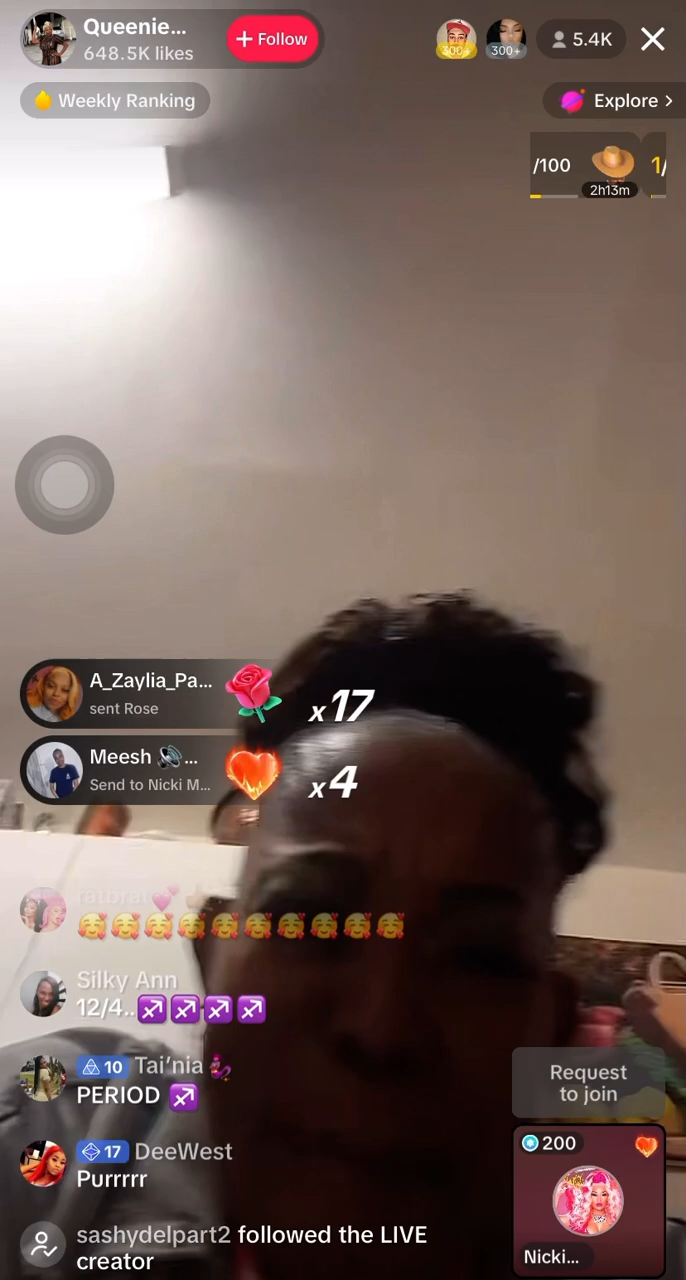 Queenie...
648.5K likes
+ Follow
300+
300+
5.4K
Weekly Ranking
Explore >
/100
1/
2h13m
A_Zaylia_Pa...
sent Rose
x17
Meesh 🔊...
Send to Nicki M...
x4
🥰🥰🥰🥰🥰🥰🥰🥰🥰🥰
Silky Ann
12/4..♐♐♐♐
10 Tai'nia
PERIOD ♐
17 DeeWest
Purrrrr
sashydelpart2 followed the LIVE
creator
Request
to join
200
Nicki...